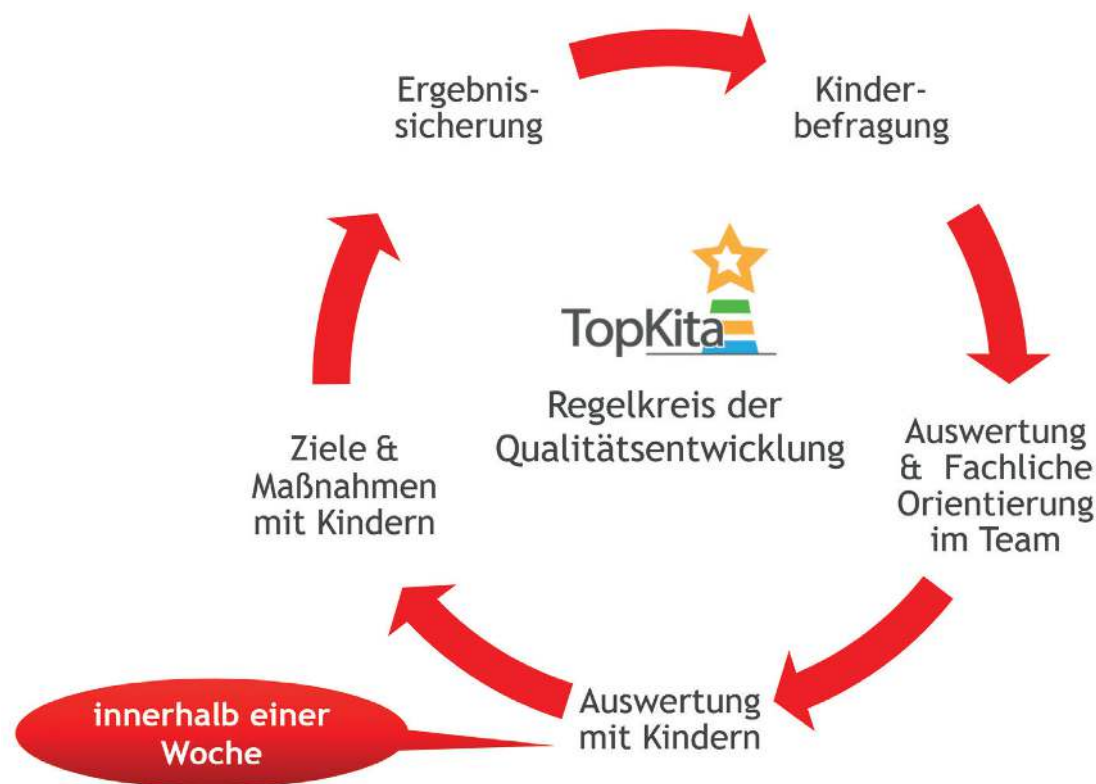 Ergebnis-
sicherung
Kinder-
befragung
TopKita
Regelkreis der
Qualitätsentwicklung
Auswertung
& Fachliche
Orientierung
im Team
Ziele &
Maßnahmen
mit Kindern
Auswertung
mit Kindern
innerhalb einer
Woche